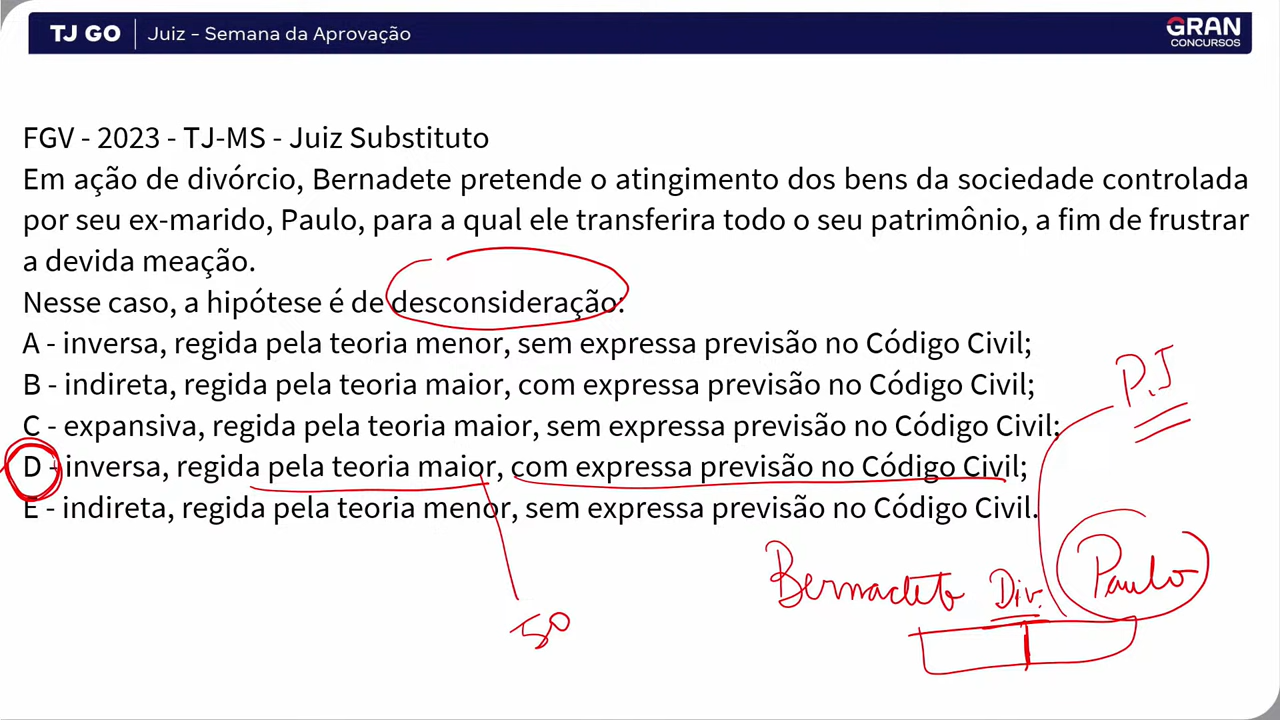 TJ GO | Juiz – Semana da Aprovação
GRAN
CONCURSOS
FGV - 2023 - TJ-MS - Juiz Substituto
Em ação de divórcio, Bernadete pretende o atingimento dos bens da sociedade controlada
por seu ex-marido, Paulo, para a qual ele transferira todo o seu patrimônio, a fim de frustrar
a devida meação.
Nesse caso, a hipótese é de desconsideração:
A - inversa, regida pela teoria menor, sem expressa previsão no Código Civil;
B - indireta, regida pela teoria maior, com expressa previsão no Código Civil;
C - expansiva, regida pela teoria maior, sem expressa previsão no Código Civil;
D - inversa, regida pela teoria maior, com expressa previsão no Código Civil;
E - indireta, regida pela teoria menor, sem expressa previsão no Código Civil.
P.J
Bernadete Div. Paulo
50